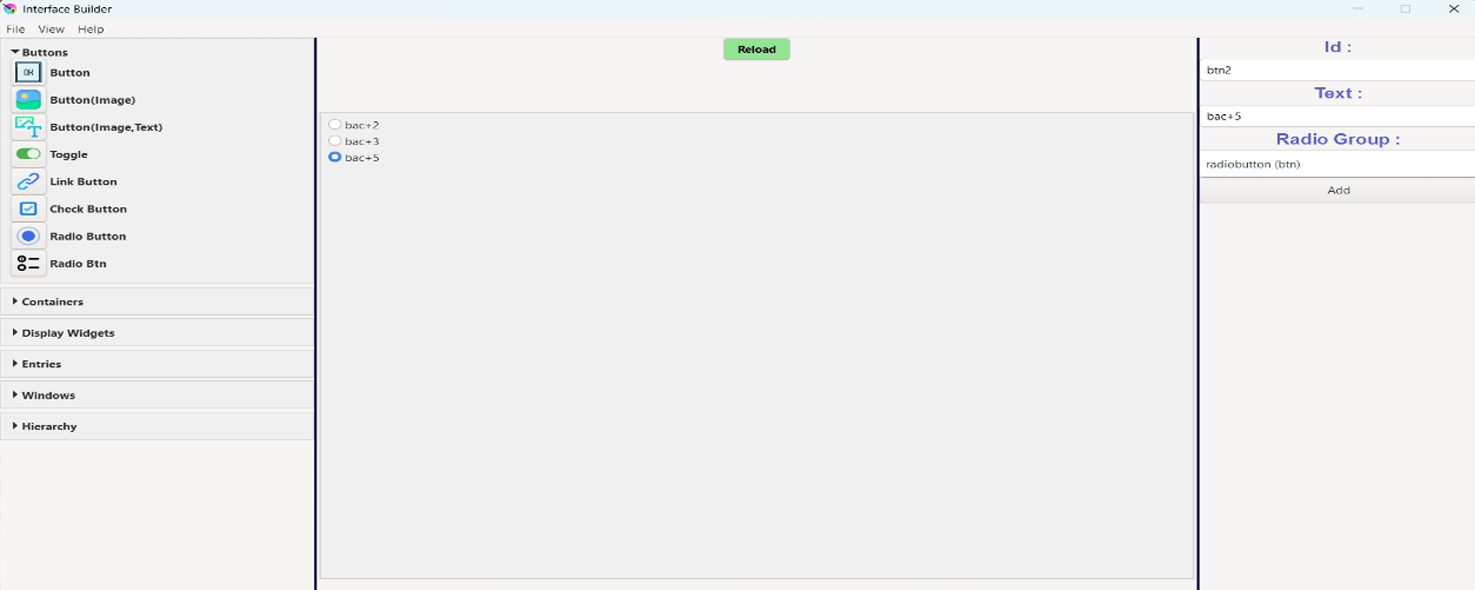 Interface Builder
File View Help
Buttons
OK
Button
Button(Image)
Button(Image,Text)
Toggle
Link Button
Check Button
Radio Button
Radio Btn
Containers
Display Widgets
Entries
Windows
Hierarchy
Reload
bac+2
bac+3
bac+5
Id :
btn2
Text :
bac+5
Radio Group :
radiobutton (btn)
Add